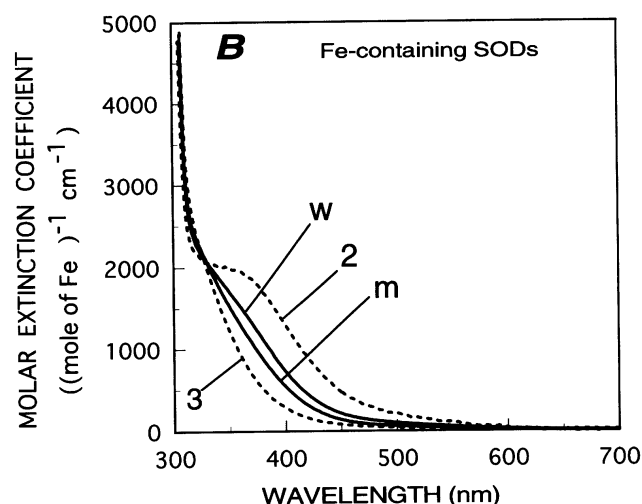 B Fe-containing SODs
MOLAR EXTINCTION COEFFICIENT
((mole of Fe )⁻¹ cm⁻¹ )
5000
4000
3000
2000
1000
0
w
2
m
3
300 400 500 600 700
WAVELENGTH (nm)